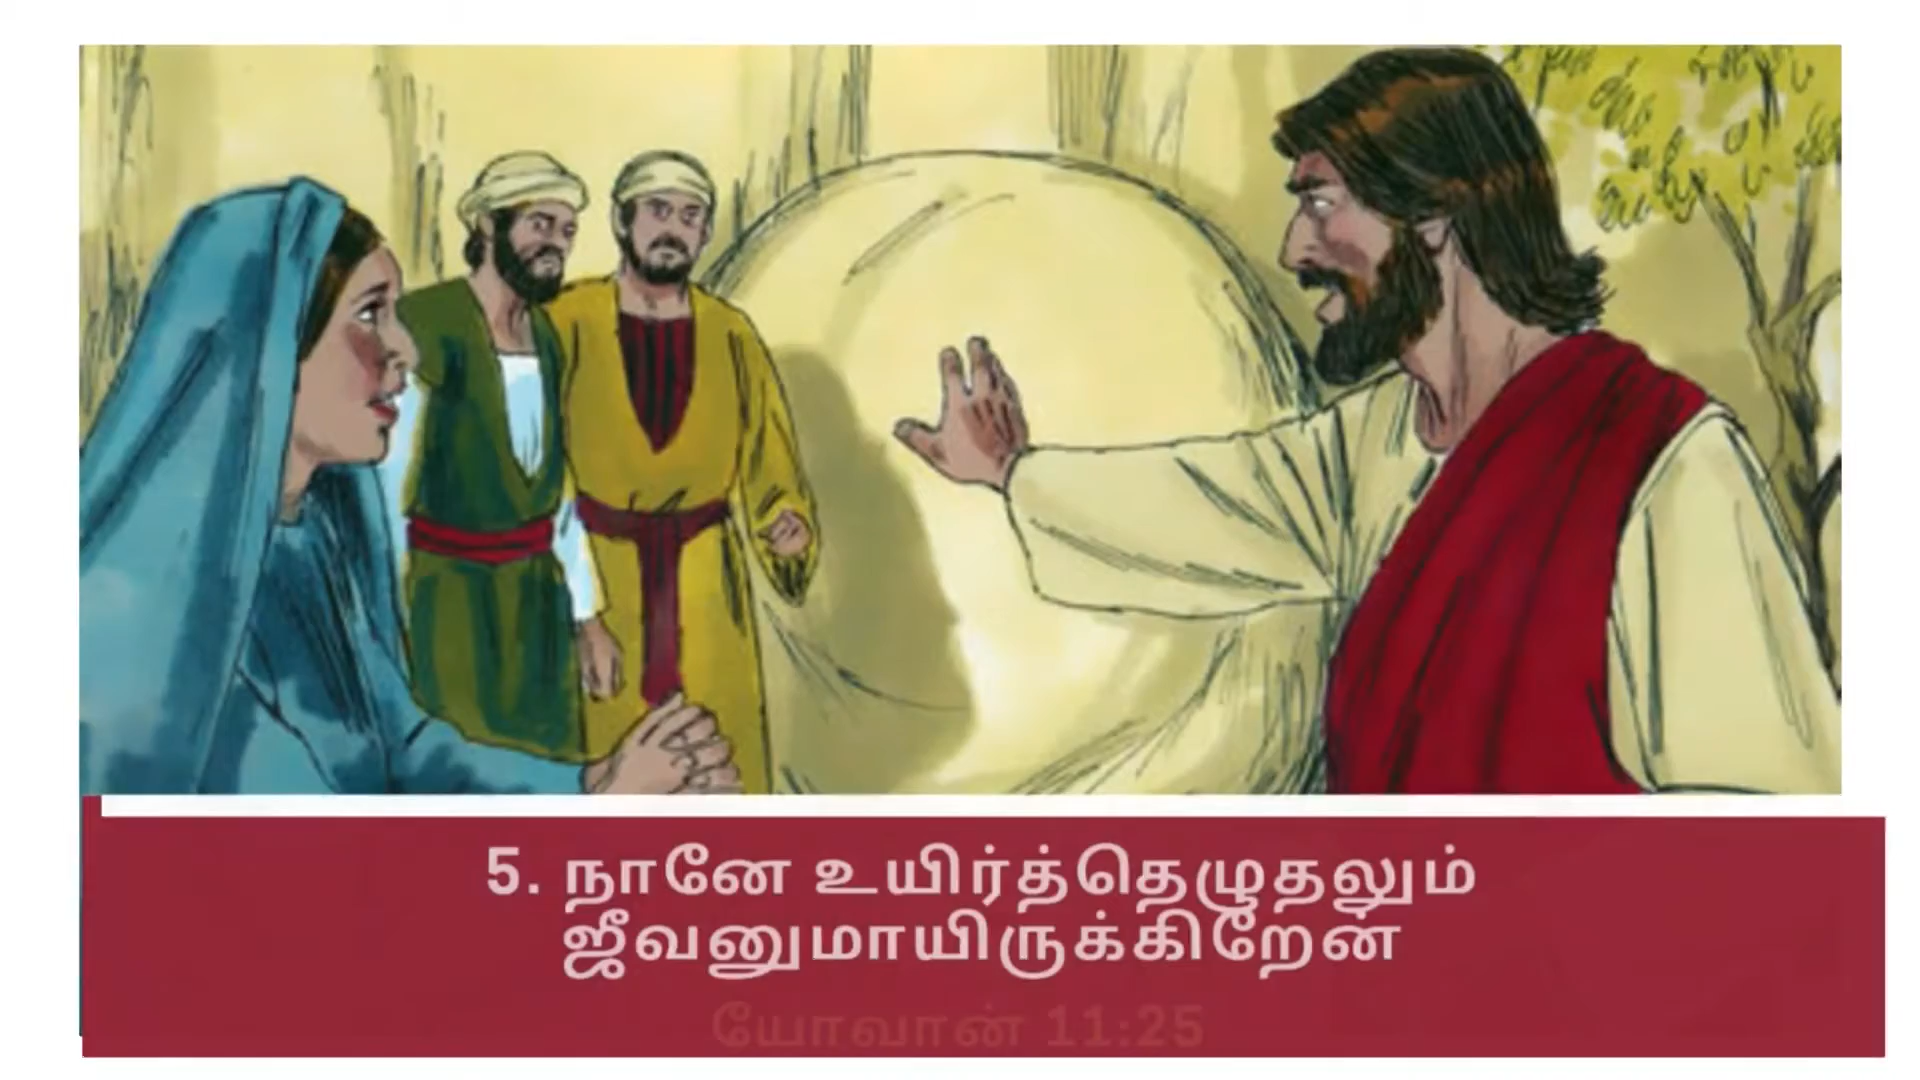 5. நானே உயிர்த்தெழுதலும்
ஜீவனுமாயிருக்கிறேன்
யோவான் 11:25